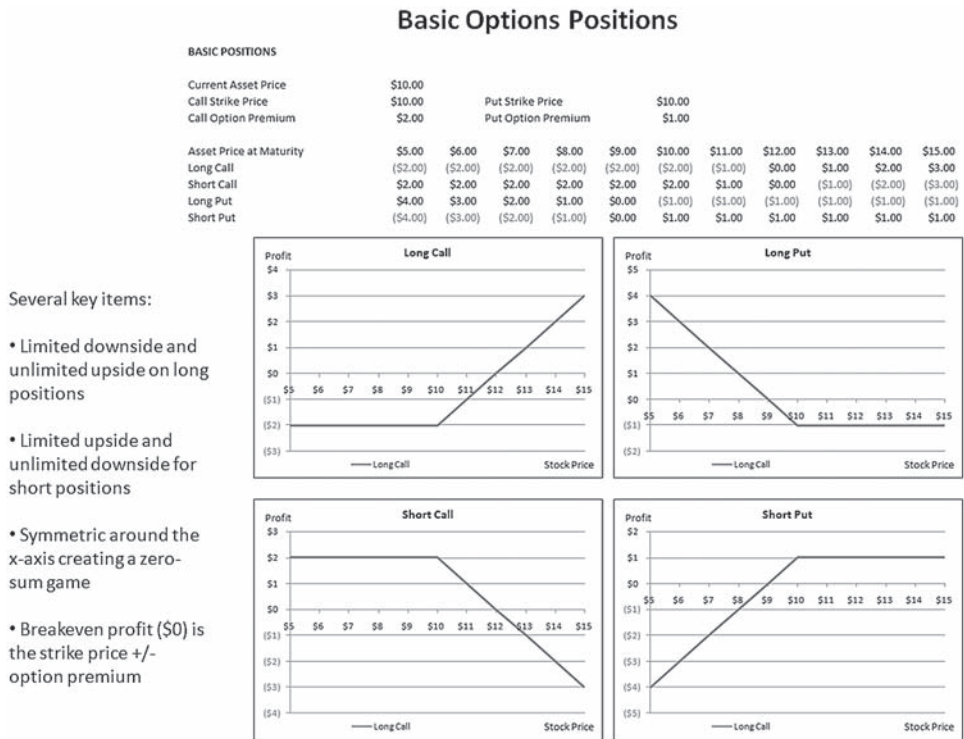 Basic Options Positions
BASIC POSITIONS
Current Asset Price $10.00
Call Strike Price $10.00 Put Strike Price $10.00
Call Option Premium $2.00 Put Option Premium $1.00
Asset Price at Maturity $5.00 $6.00 $7.00 $8.00 $9.00 $10.00 $11.00 $12.00 $13.00 $14.00 $15.00
Long Call ($2.00) ($2.00) ($2.00) ($2.00) ($2.00) ($2.00) ($1.00) $0.00 $1.00 $2.00 $3.00
Short Call $2.00 $2.00 $2.00 $2.00 $2.00 $2.00 $1.00 $0.00 ($1.00) ($2.00) ($3.00)
Long Put $4.00 $3.00 $2.00 $1.00 $0.00 ($1.00) ($1.00) ($1.00) ($1.00) ($1.00) ($1.00)
Short Put ($4.00) ($3.00) ($2.00) ($1.00) $0.00 $1.00 $1.00 $1.00 $1.00 $1.00 $1.00
Several key items:
• Limited downside and
unlimited upside on long
positions
• Limited upside and
unlimited downside for
short positions
• Symmetric around the
x-axis creating a zero-
sum game
• Breakeven profit ($0) is
the strike price +/-
option premium
Profit Long Call
$4
$3
$2
$1
$0
$5 $6 $7 $8 $9 $10 $11 $12 $13 $14 $15
($1)
($2)
($3)
Long Call Stock Price
Profit Long Put
$5
$4
$3
$2
$1
$0
$5 $6 $7 $8 $9 $10 $11 $12 $13 $14 $15
($1)
($2)
Long Call Stock Price
Profit Short Call
$3
$2
$1
$0
$5 $6 $7 $8 $9 $10 $11 $12 $13 $14 $15
($1)
($2)
($3)
($4)
Long Call Stock Price
Profit Short Put
$2
$1
$0
$5 $6 $7 $8 $9 $10 $11 $12 $13 $14 $15
($1)
($2)
($3)
($4)
($5)
Long Call Stock Price